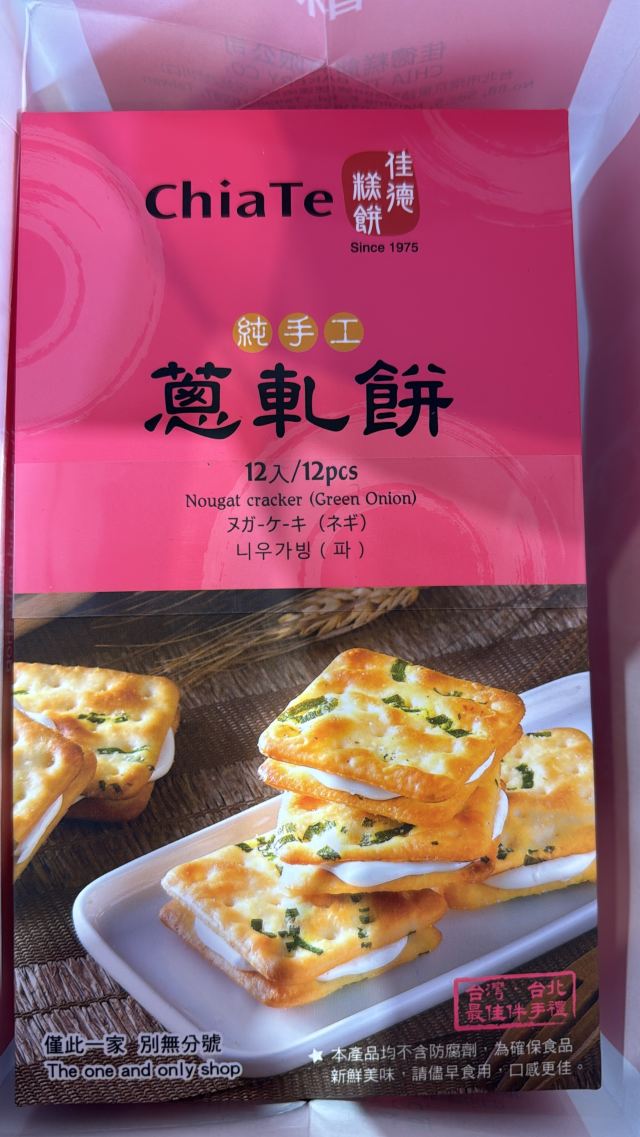 ChiaTe 佳德糕餅
Since 1975
純手工
蔥軋餅
12入/12pcs
Nougat cracker (Green Onion)
ヌガ-ケ-キ（ネギ）
니우가빙 ( 파 )
台灣．台北
最佳伴手禮
僅此一家 別無分號
The one and only shop
★ 本產品均不含防腐劑，為確保食品
新鮮美味，請儘早食用，口感更佳。